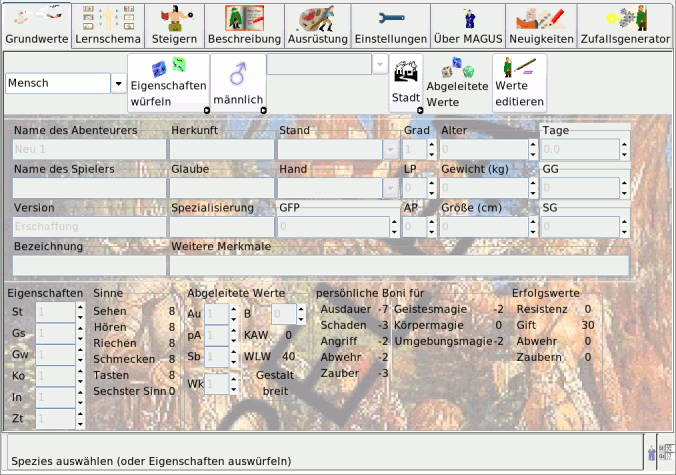 Grundwerte Lernschema Steigern Beschreibung Ausrüstung Einstellungen Über MAGUS Neuigkeiten Zufallsgenerator
Mensch
Eigenschaften würfeln
männlich
Stadt
Abgeleitete Werte
Werte editieren
Name des Abenteurers Herkunft Stand Grad Alter Tage
Neu 1 1 0 0.0
Name des Spielers Glaube Hand LP Gewicht (kg) GG
0 0 0
Version Spezialisierung GFP AP Größe (cm) SG
Erschaffung 0 0 0 0
Bezeichnung Weitere Merkmale
Eigenschaften Sinne Abgeleitete Werte persönliche Boni für Erfolgswerte
St 1 Sehen 8 Au 1 B 0 Ausdauer -7 Geistesmagie -2 Resistenz 0
Gs 1 Hören 8 pA 1 KAW 0 Schaden -3 Körpermagie 0 Gift 30
Gw 1 Riechen 8 Sb 1 WLW 40 Angriff -2 Umgebungsmagie -2 Abwehr 0
Ko 1 Schmecken 8 Wk 1 Gestalt breit Abwehr -2 Zaubern 0
In 1 Tasten 8 Zauber -3
Zt 1 Sechster Sinn 0
Spezies auswählen (oder Eigenschaften auswürfeln)